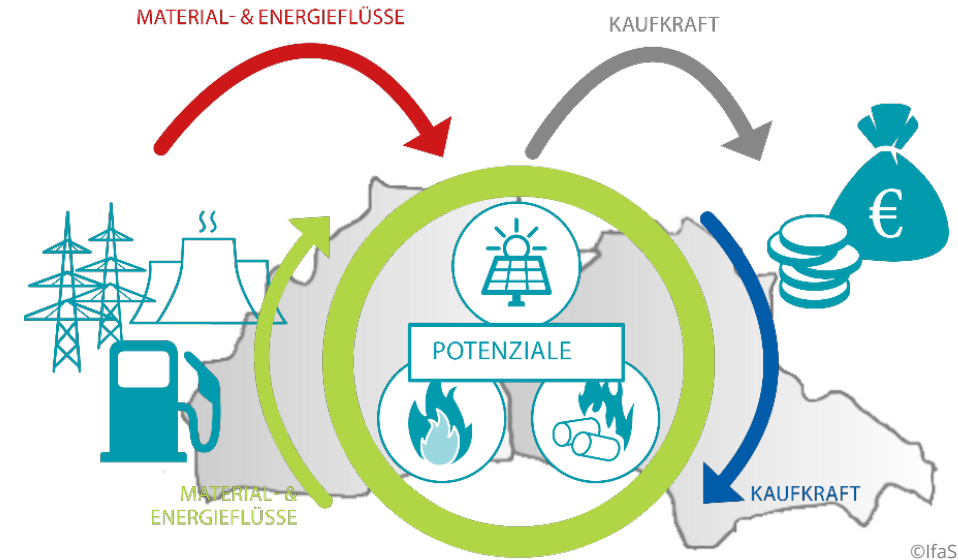 MATERIAL- & ENERGIEFLÜSSE
KAUFKRAFT
€
POTENZIALE
MATERIAL- &
ENERGIEFLÜSSE
KAUFKRAFT
©IfaS